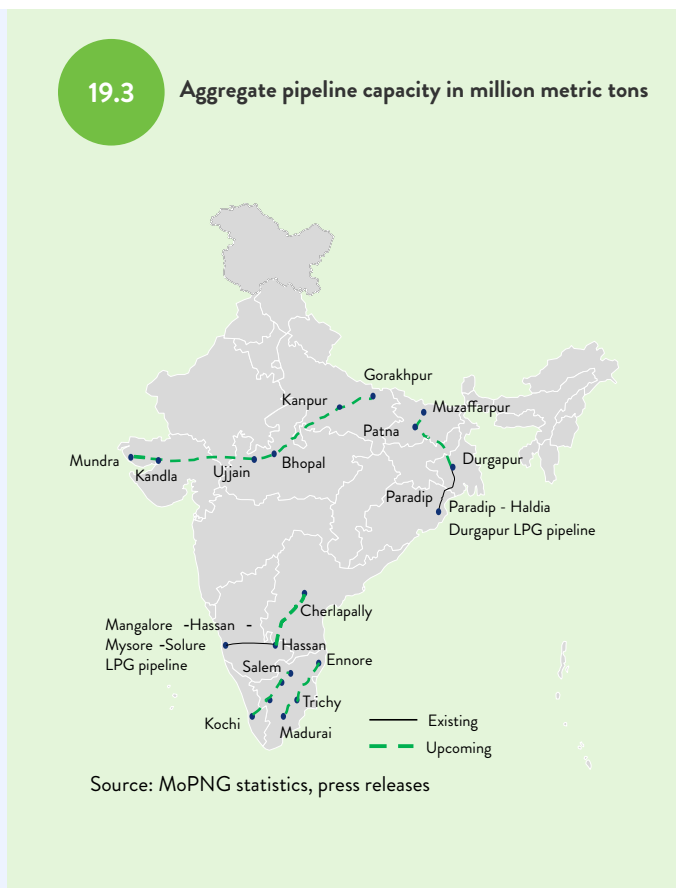 19.3
Aggregate pipeline capacity in million metric tons
Gorakhpur
Kanpur
Muzaffarpur
Patna
Mundra
Kandla
Ujjain
Bhopal
Durgapur
Paradip
Paradip - Haldia
Durgapur LPG pipeline
Cherlapally
Mangalore -Hassan -
Mysore -Solure
LPG pipeline
Hassan
Ennore
Salem
Trichy
Kochi
Madurai
Existing
Upcoming
Source: MoPNG statistics, press releases